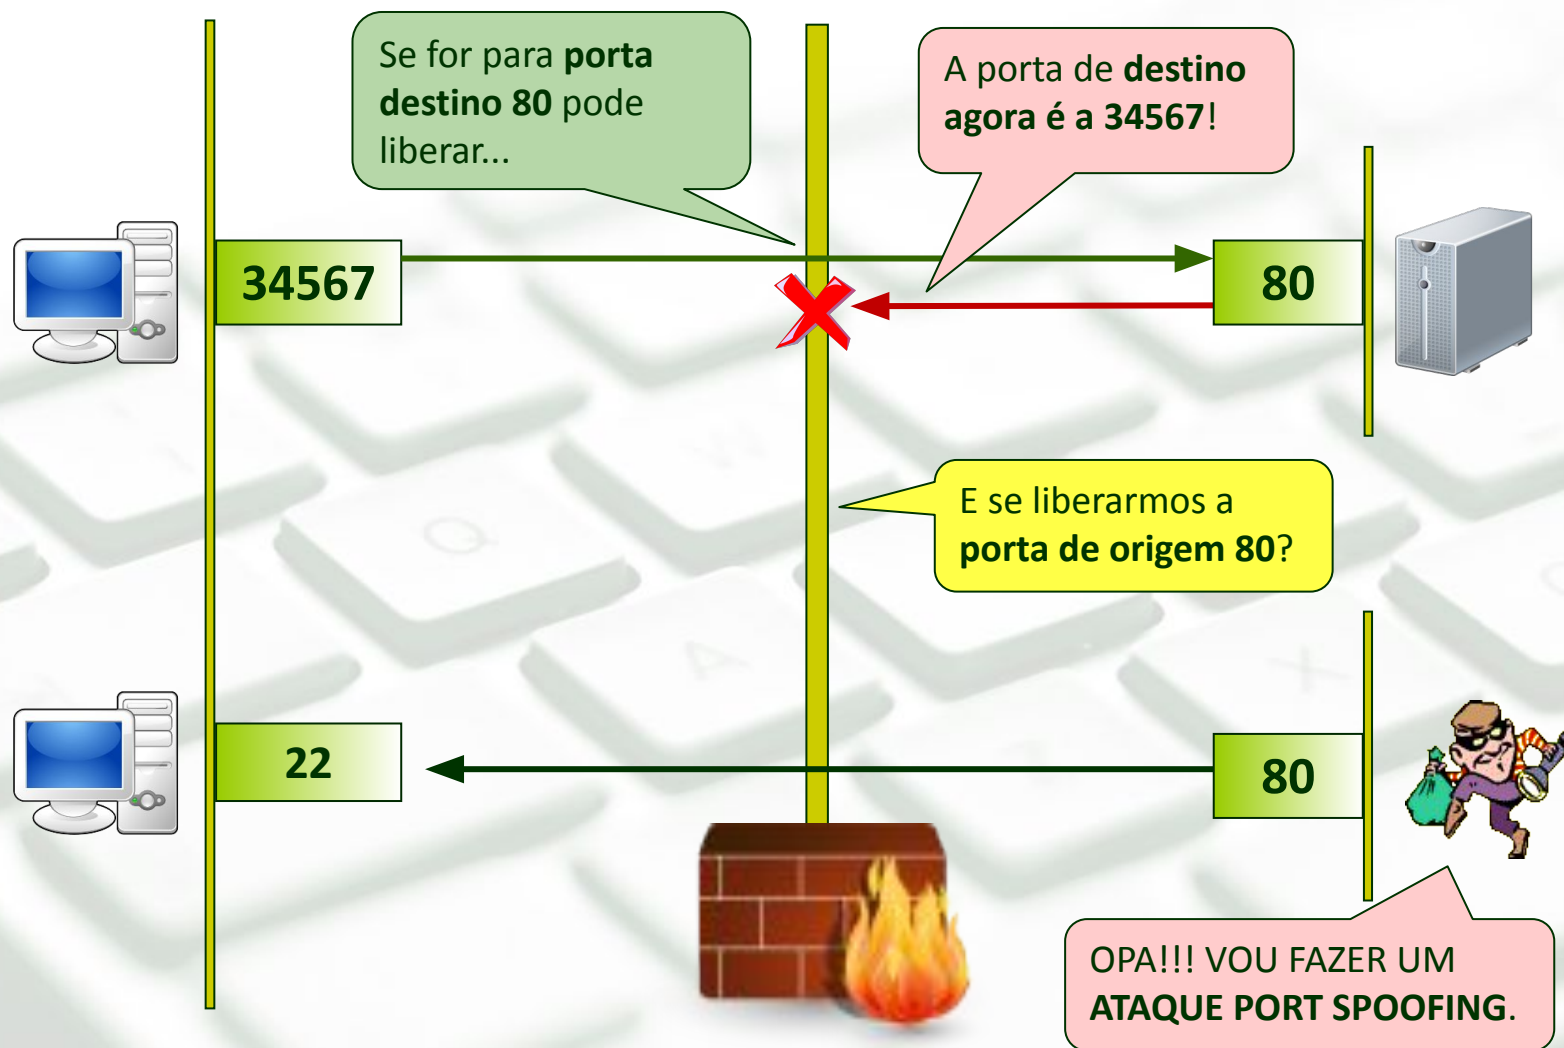 Se for para porta
destino 80 pode
liberar...
A porta de destino
agora é a 34567!
34567
80
E se liberarmos a
porta de origem 80?
22
80
OPA!!! VOU FAZER UM
ATAQUE PORT SPOOFING.